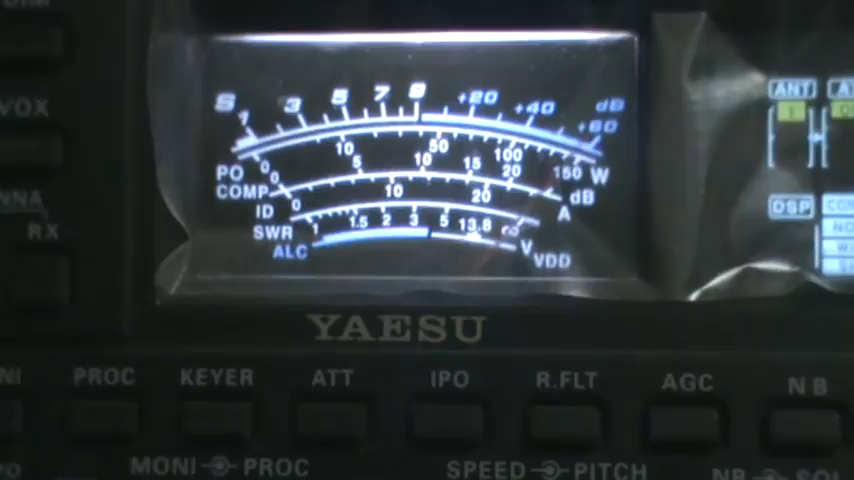 VOX
RX
S 1 3 5 7 9 +20 +40 +60 dB
PO 0 10 50 100 150 W
COMP 0 5 10 15 20 dB
ID 0 10 20 A
SWR 1 1.5 2 3 5 ∞
ALC 13.8 V
VDD
ANT
1
DSP
YAESU
PROC KEYER ATT IPO R.FLT AGC NB
MONI PROC SPEED PITCH